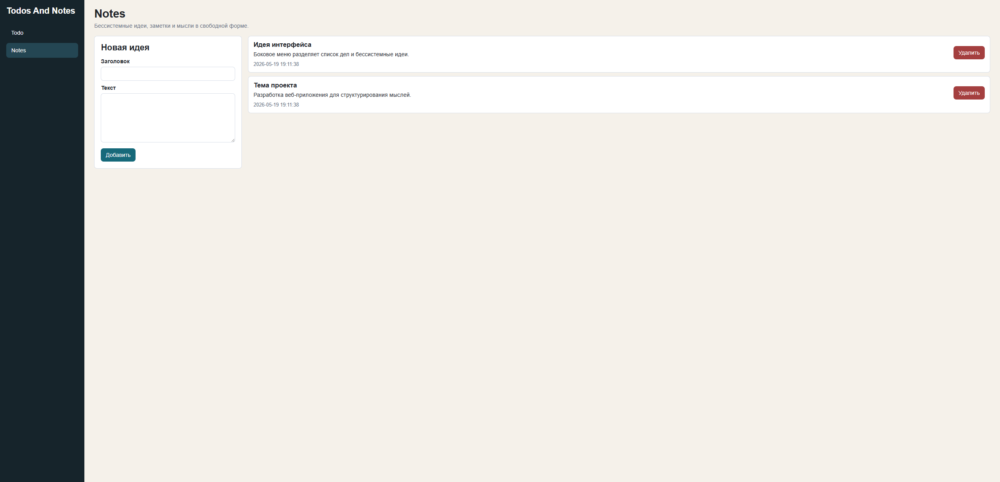 Todos And Notes
Todo
Notes
Notes
Бессистемные идеи, заметки и мысли в свободной форме.
Новая идея
Заголовок
Текст
Добавить
Идея интерфейса
Боковое меню разделяет список дел и бессистемные идеи.
2026-05-19 19:11:38
Удалить
Тема проекта
Разработка веб-приложения для структурирования мыслей.
2026-05-19 19:11:38
Удалить